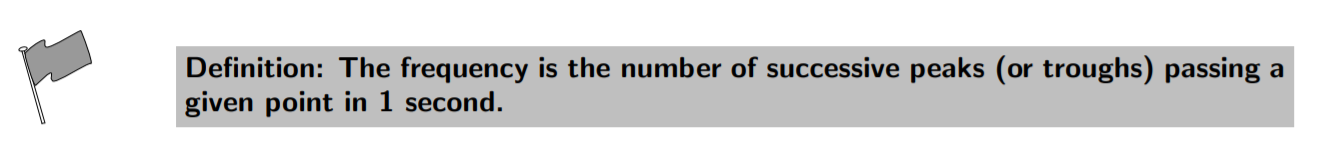 Definition: The frequency is the number of successive peaks (or troughs) passing a
given point in 1 second.